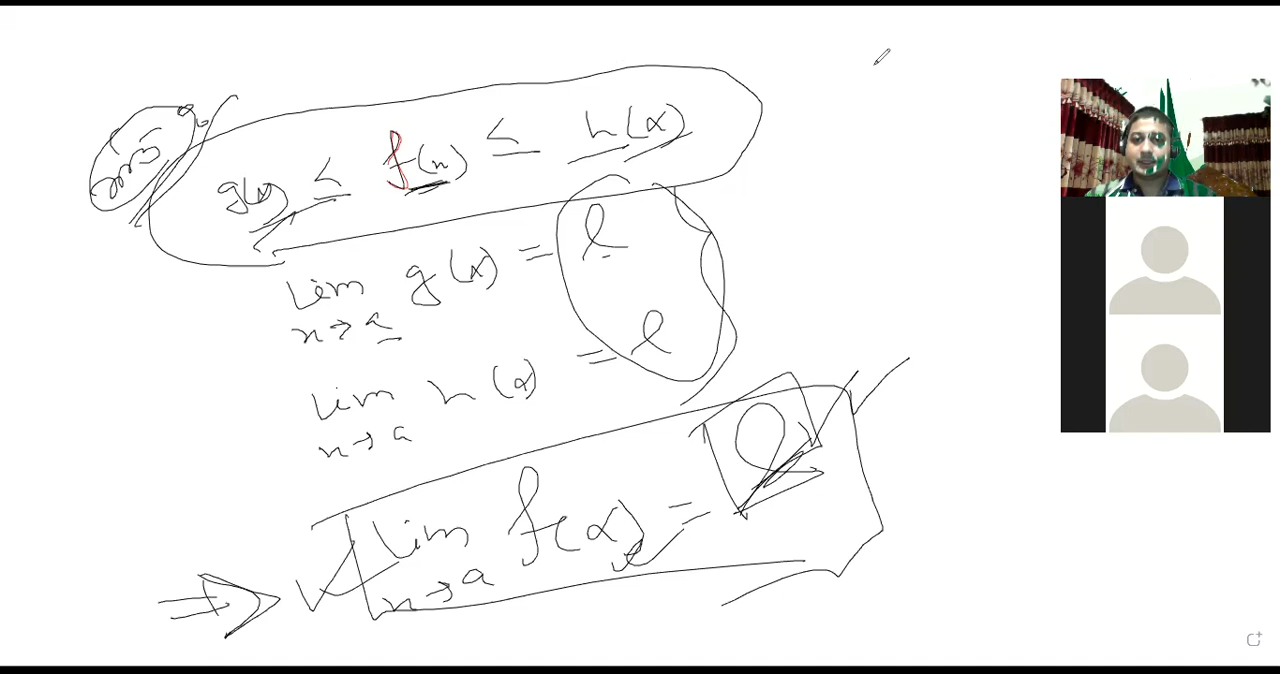 g(x) ≤ f(x) ≤ h(x)
lim g(x) = l
x→a
lim h(x) = l
x→a
⇒ lim f(x) = l
x→a